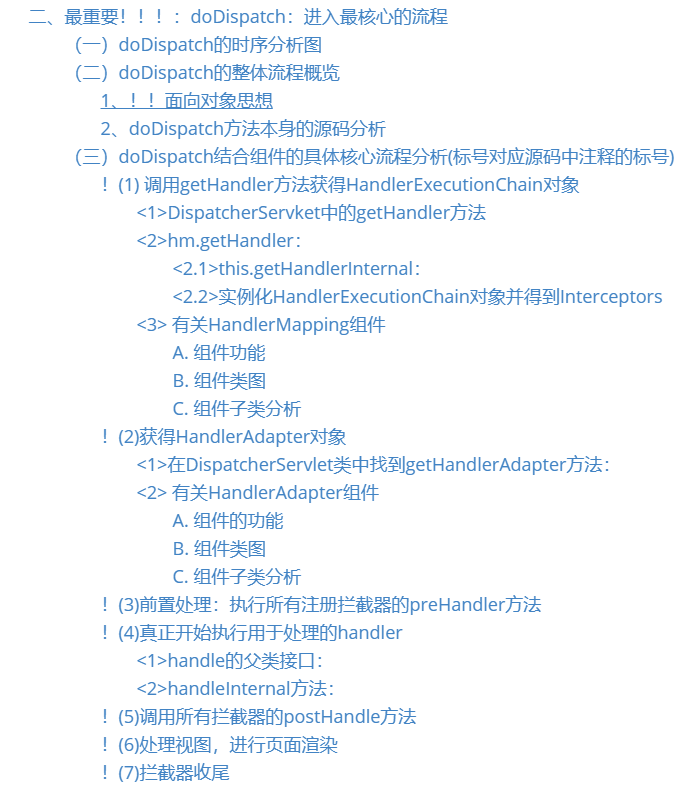 二、最重要！！！：doDispatch：进入最核心的流程
（一）doDispatch的时序分析图
（二）doDispatch的整体流程概览
1、！！面向对象思想
2、doDispatch方法本身的源码分析
（三）doDispatch结合组件的具体核心流程分析(标号对应源码中注释的标号)
！(1) 调用getHandler方法获得HandlerExecutionChain对象
<1>DispatcherServket中的getHandler方法
<2>hm.getHandler：
<2.1>this.getHandlerInternal：
<2.2>实例化HandlerExecutionChain对象并得到Interceptors
<3> 有关HandlerMapping组件
A. 组件功能
B. 组件类图
C. 组件子类分析
！(2)获得HandlerAdapter对象
<1>在DispatcherServlet类中找到getHandlerAdapter方法：
<2> 有关HandlerAdapter组件
A. 组件的功能
B. 组件类图
C. 组件子类分析
！(3)前置处理：执行所有注册拦截器的preHandler方法
！(4)真正开始执行用于处理的handler
<1>handle的父类接口：
<2>handleInternal方法：
！(5)调用所有拦截器的postHandle方法
！(6)处理视图，进行页面渲染
！(7)拦截器收尾